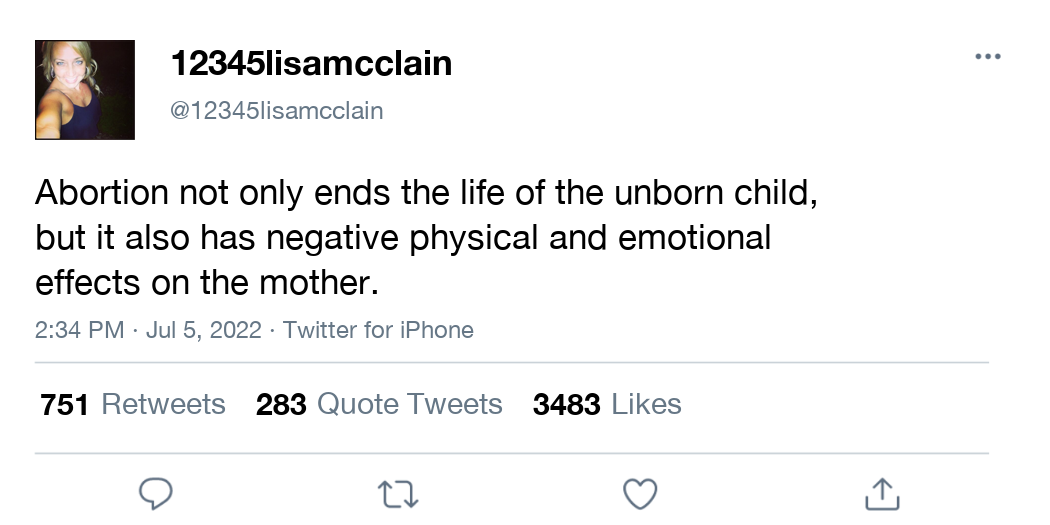 12345lisamcclain
@12345lisamcclain
Abortion not only ends the life of the unborn child,
but it also has negative physical and emotional
effects on the mother.
2:34 PM · Jul 5, 2022 · Twitter for iPhone
751 Retweets 283 Quote Tweets 3483 Likes